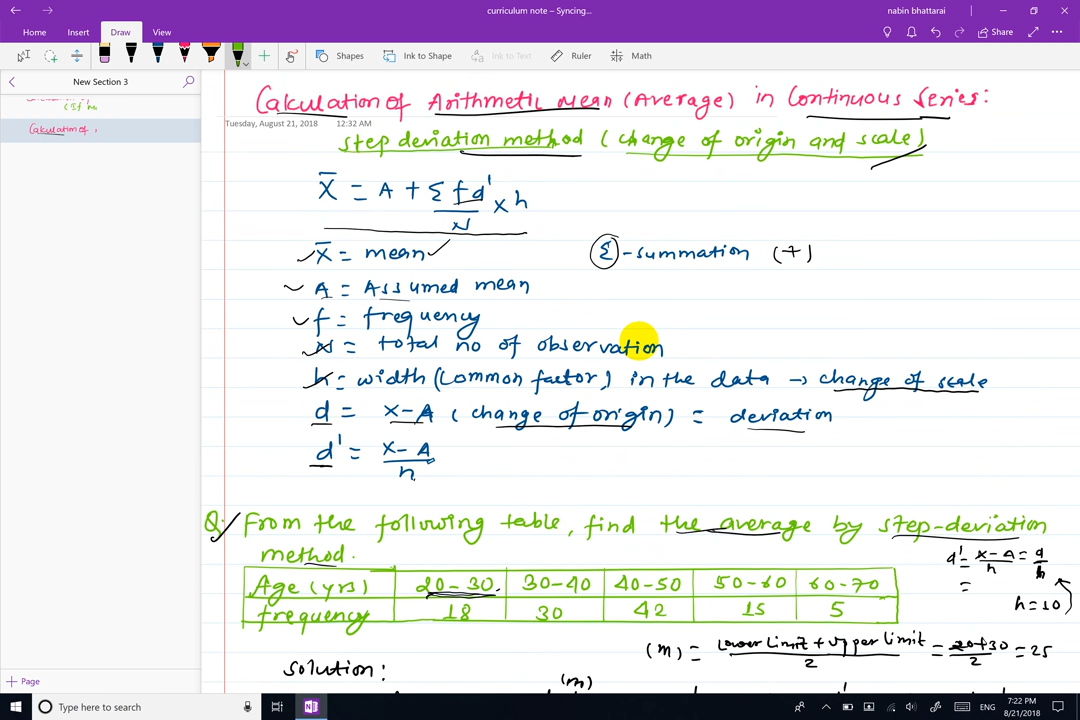 curriculum note - Syncing...
nabin bhattarai
Home Insert Draw View
Share
Shapes Ink to Shape Ink to Text Ruler Math
New Section 3
Calculation of ,
Calculation of Arithmetic mean (Average) in Continuous Series:
Tuesday, August 21, 2018 12:32 AM
step deviation method (change of origin and scale)
X̅ = A + Σfd'/N × h
X̅ = mean
Σ - summation (+)
A = Assumed mean
f = frequency
N = total no of observation
h = width (common factor) in the data → change of scale
d = X-A (change of origin) = deviation
d' = X-A/h
Q. From the following table, find the average by step-deviation
method.
d' = X-A/h = d/h
=
h=10)
Age (yrs) 20-30 30-40 40-50 50-60 60-70
frequency 18 30 42 15 5
(m) = Lower limit + upper limit/2 = 20+30/2 = 25
solution:
(m)
+ Page
Type here to search
ENG
7:22 PM
8/21/2018